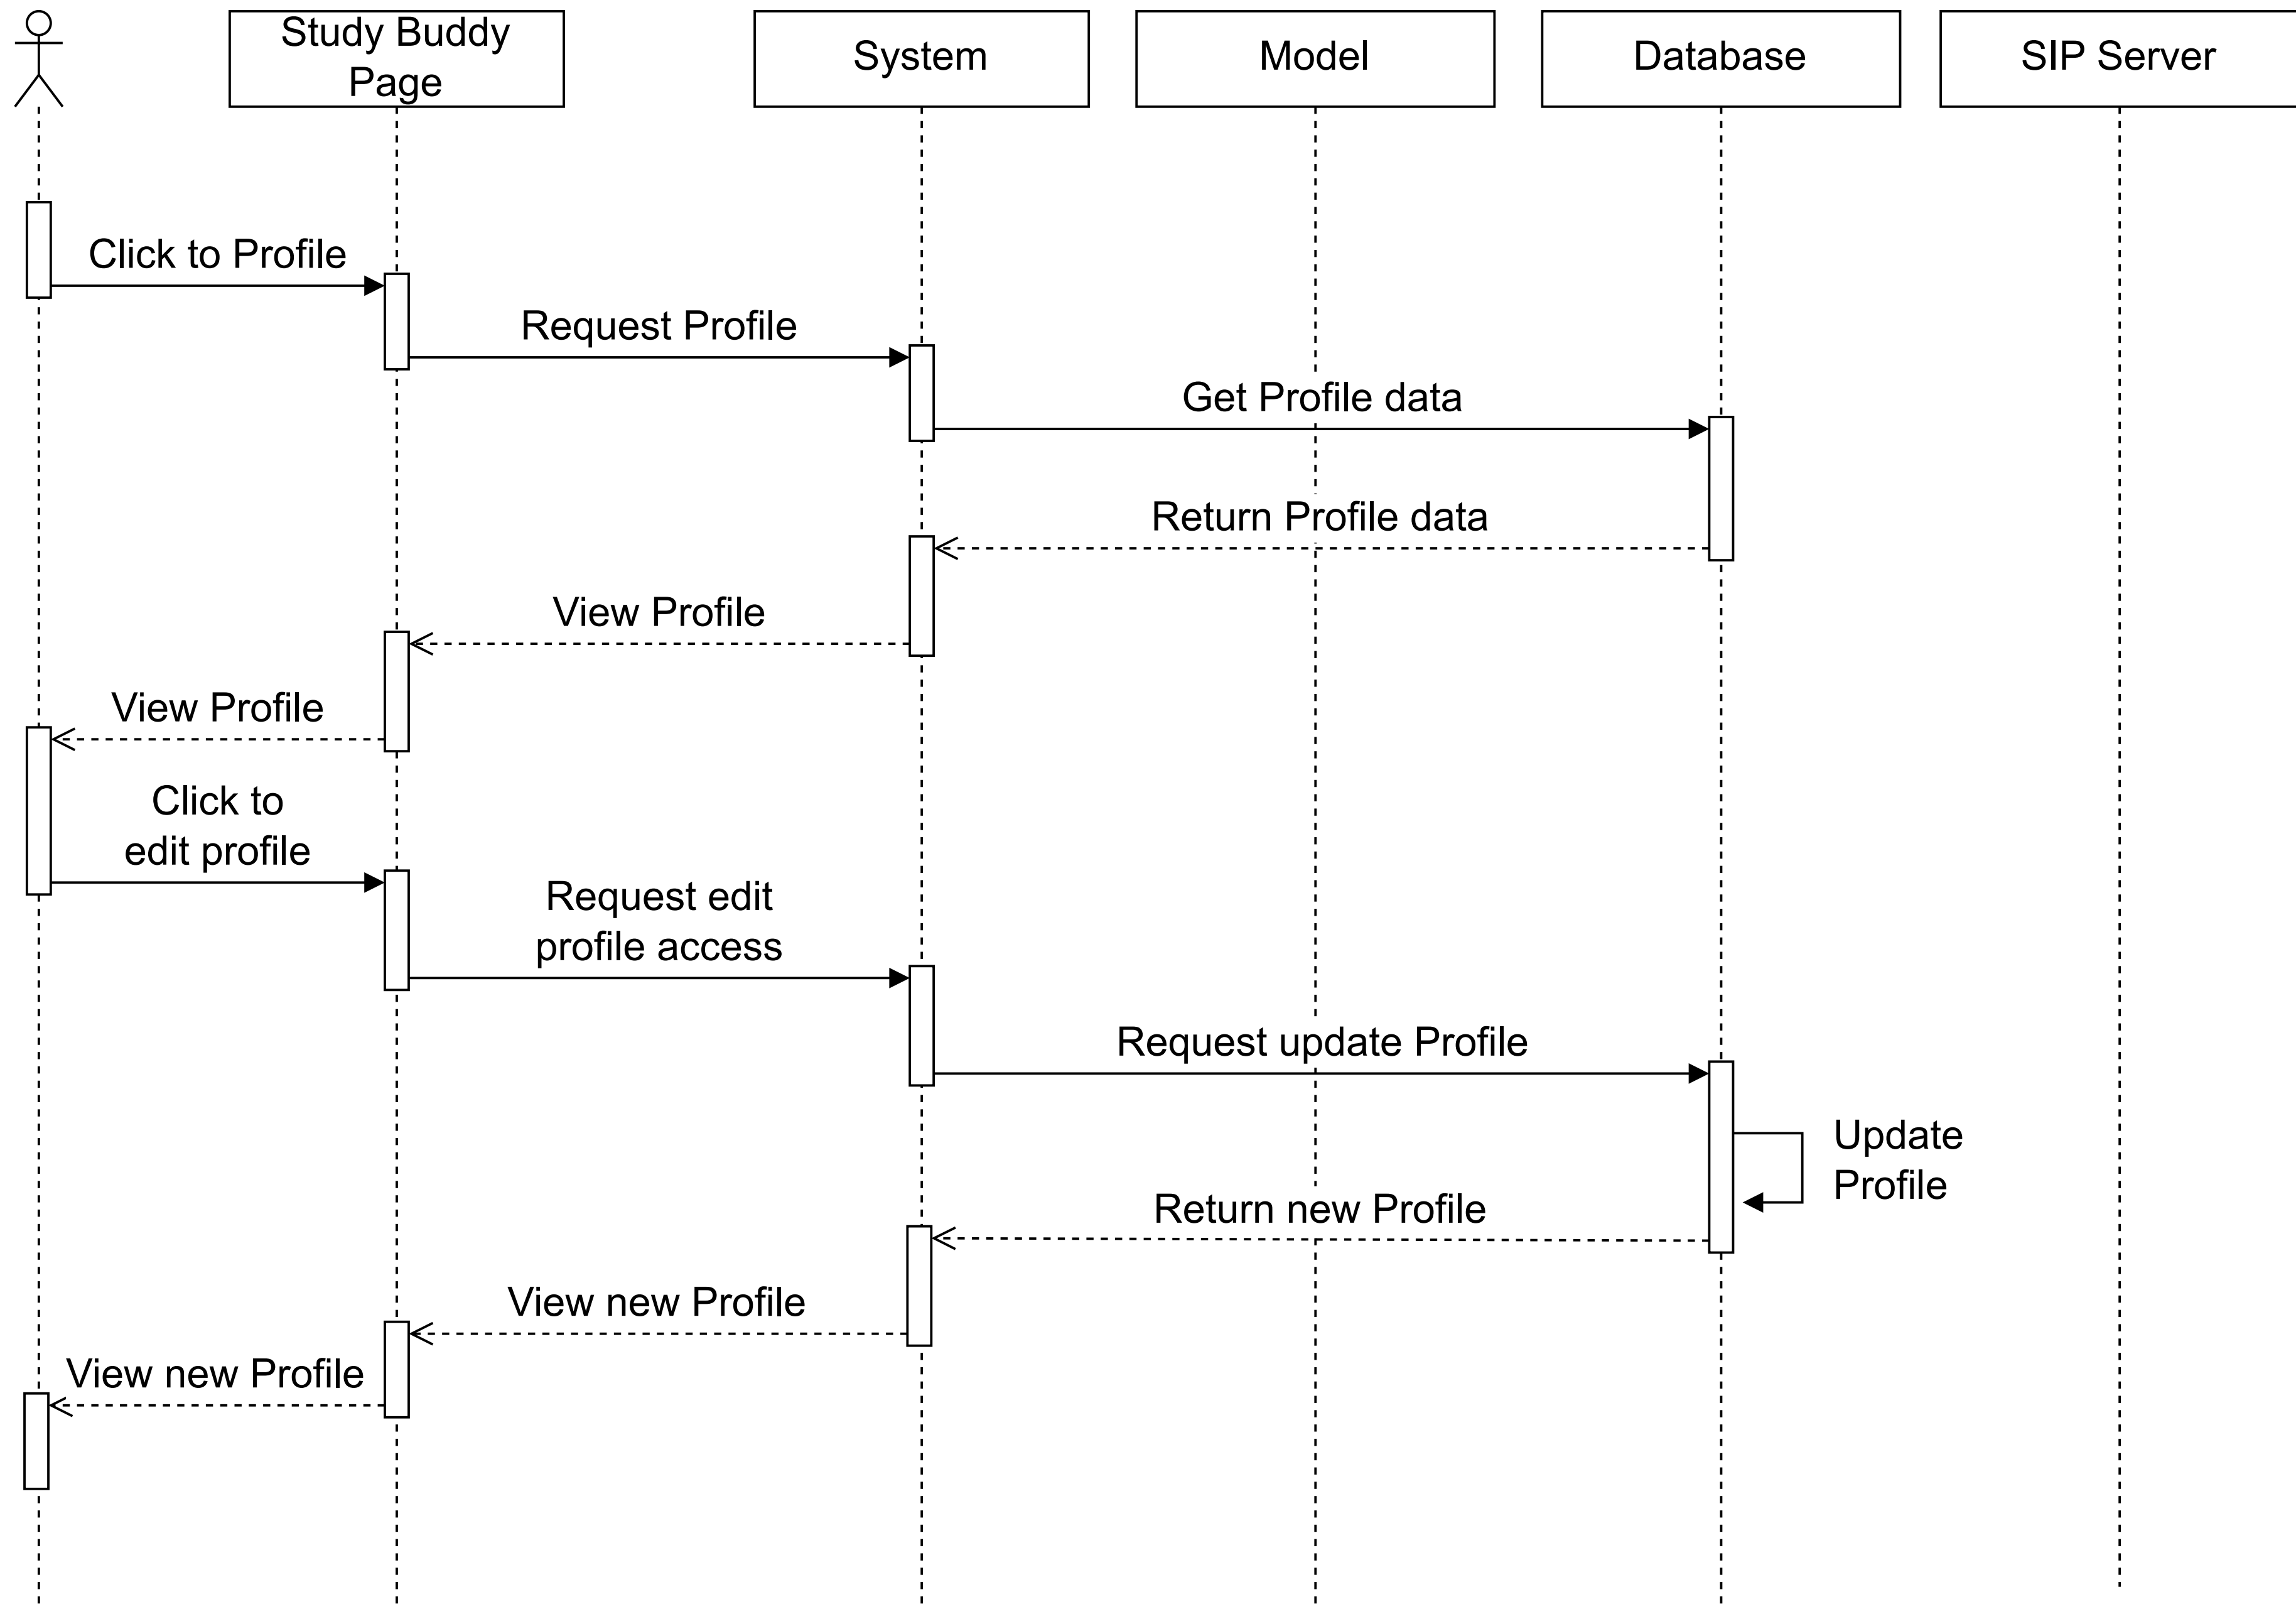 Study Buddy
Page
System
Model
Database
SIP Server
Click to Profile
Request Profile
Get Profile data
Return Profile data
View Profile
View Profile
Click to
edit profile
Request edit
profile access
Request update Profile
Update
Profile
Return new Profile
View new Profile
View new Profile